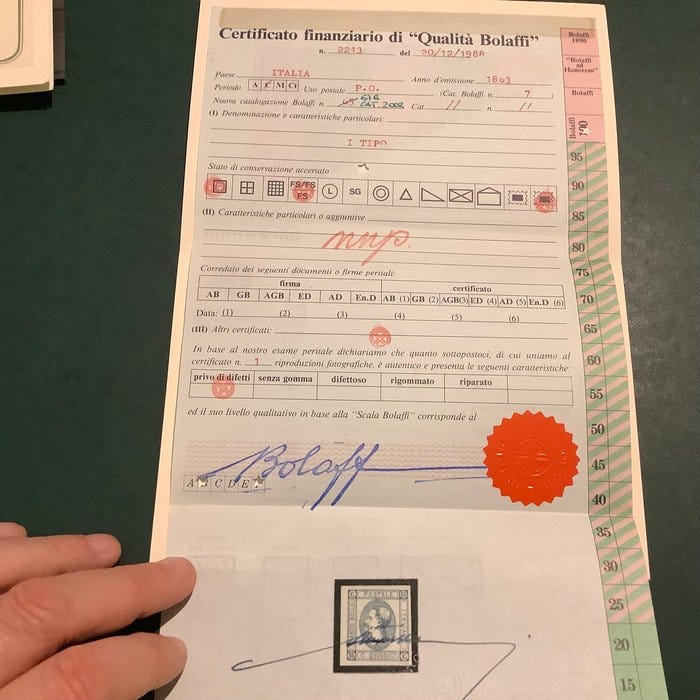 Certificato finanziario di “Qualità Bolaffi”
n. 2213 del 20/12/1988
Paese ITALIA Anno d'emissione 1863
Periodo A F M C Uso postale P.O. (Cat. Bolaffi n. 7 )
Nuova catalogazione Bolaffi n. CAT. 2002 Cat. // n. //
(I) Denominazione e caratteristiche particolari:
I TIPO
Stato di conservazione accertato
FS/FS
FS
L
SG
(II) Caratteristiche particolari o aggiuntive
nnp.
Corredato dei seguenti documenti o firme peritali:
firma certificato
AB GB AGB ED AD En.D AB (1) GB (2) AGB(3) ED (4) AD (5) En.D (6)
Data: (1) (2) (3) (4) (5) (6)
(III) Altri certificati:
In base al nostro esame peritale dichiariamo che quanto sottopostoci, di cui uniamo al
certificato n. 1 riproduzioni fotografiche, è autentico e presenta le seguenti caratteristiche:
privo di difetti senza gomma difettoso rigommato riparato
ed il suo livello qualitativo in base alla “Scala Bolaffi” corrisponde al
Bolaffi
A B C D E F
Bolaffi
1890
“Bolaffi
ad
Honorem”
Bolaffi
Bolaffi
100
95
90
85
80
75
70
65
60
55
50
45
40
35
30
25
20
15
POSTALE
C. QUINDICI